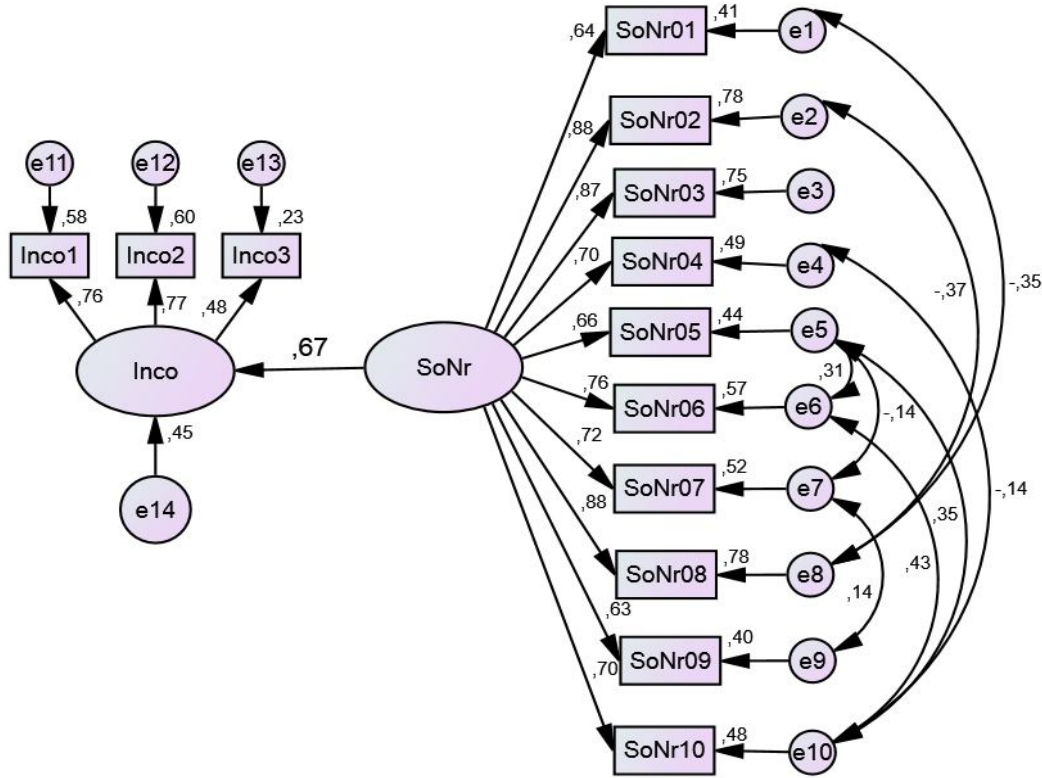 SoNr01
,41
e1
,64
SoNr02
,78
e2
,88
SoNr03
,75
e3
,87
SoNr04
,49
e4
,70
SoNr05
,44
e5
,66
SoNr06
,57
e6
,76
SoNr07
,52
e7
,72
SoNr08
,78
e8
,88
SoNr09
,40
e9
,63
SoNr10
,48
e10
,70
-,35
-,37
,31
-,14
-,14
,35
,43
,14
e11
e12
e13
,58
,60
,23
Inco1
Inco2
Inco3
,76
,77
,48
Inco
,67
SoNr
,45
e14